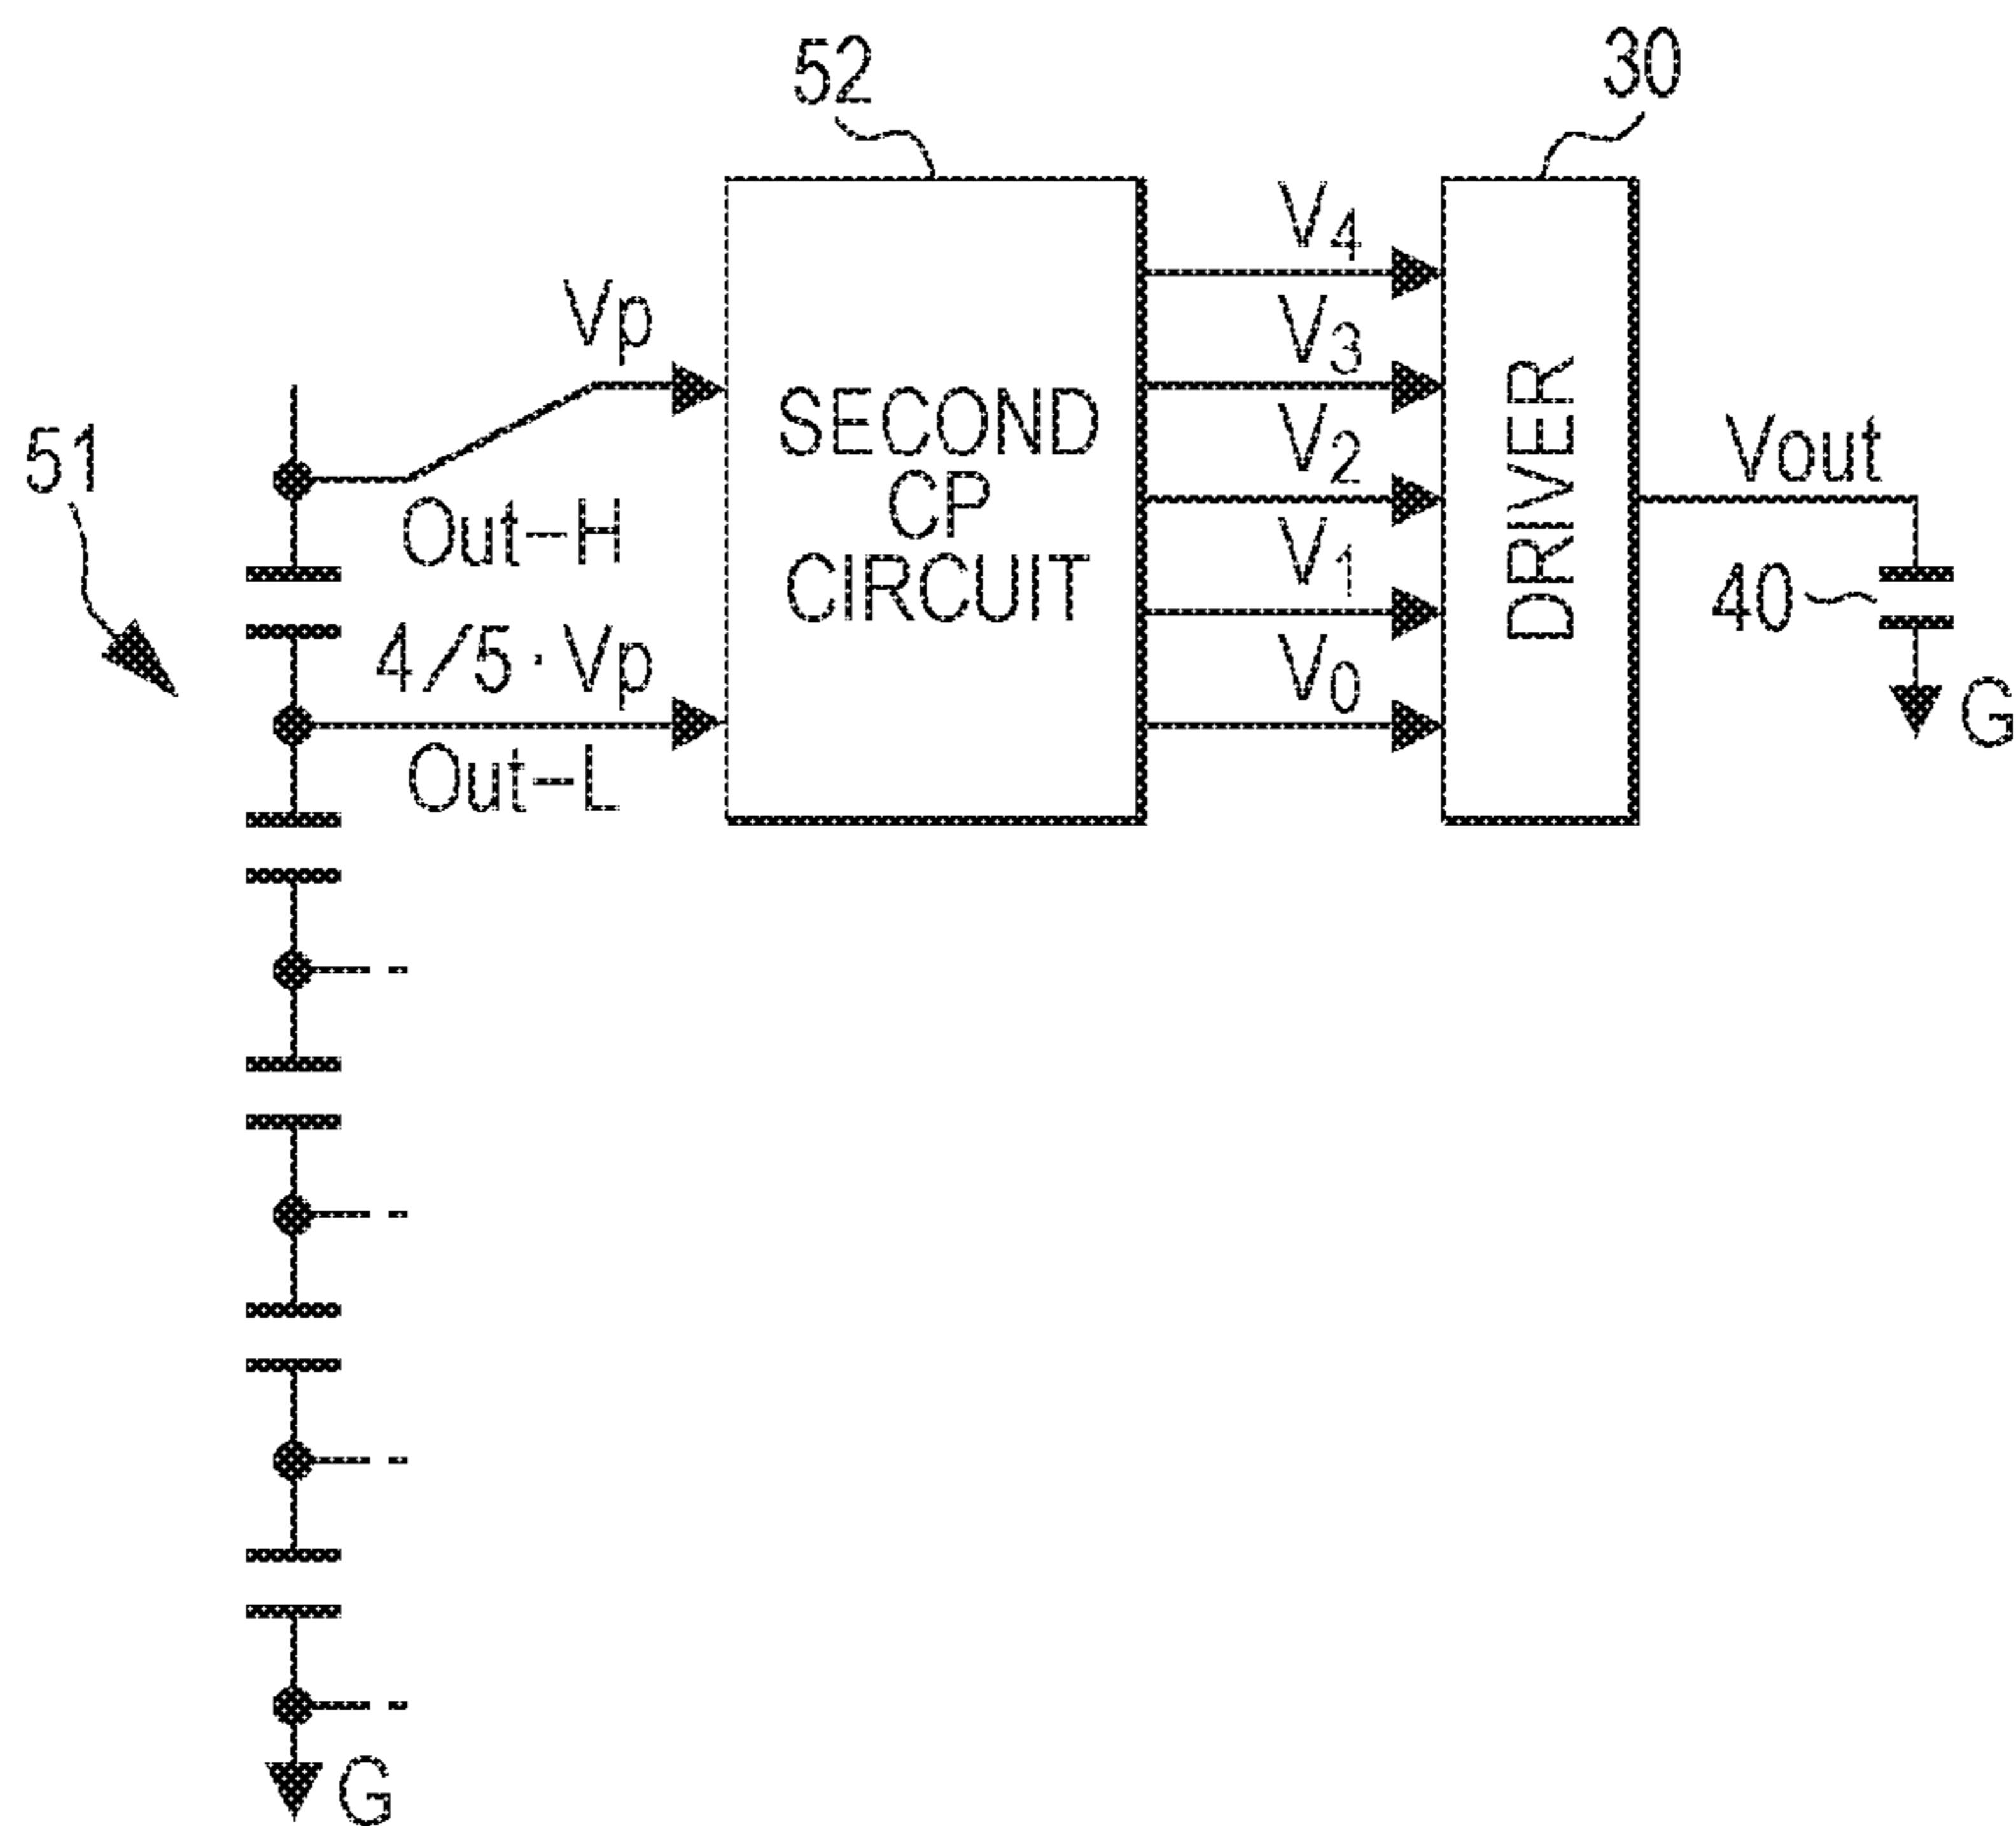 52
30
V4
Vp
V3
SECOND
CP
CIRCUIT
V2
DRIVER
Vout
51
Out-H
V1
40
4/5·Vp
V0
G
Out-L
G